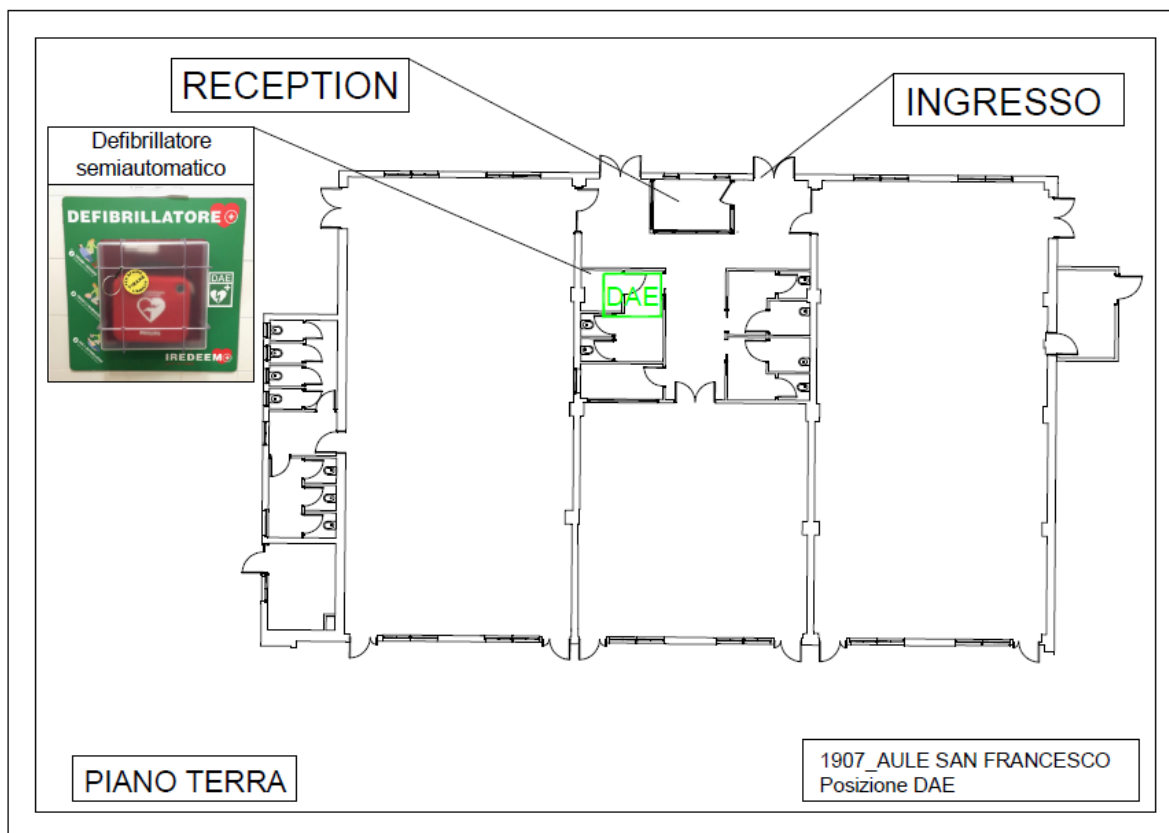 RECEPTION
INGRESSO
Defibrillatore
semiautomatico
DEFIBRILLATORE
DAE
IREDEEM
DAE
PIANO TERRA
1907_AULE SAN FRANCESCO
Posizione DAE